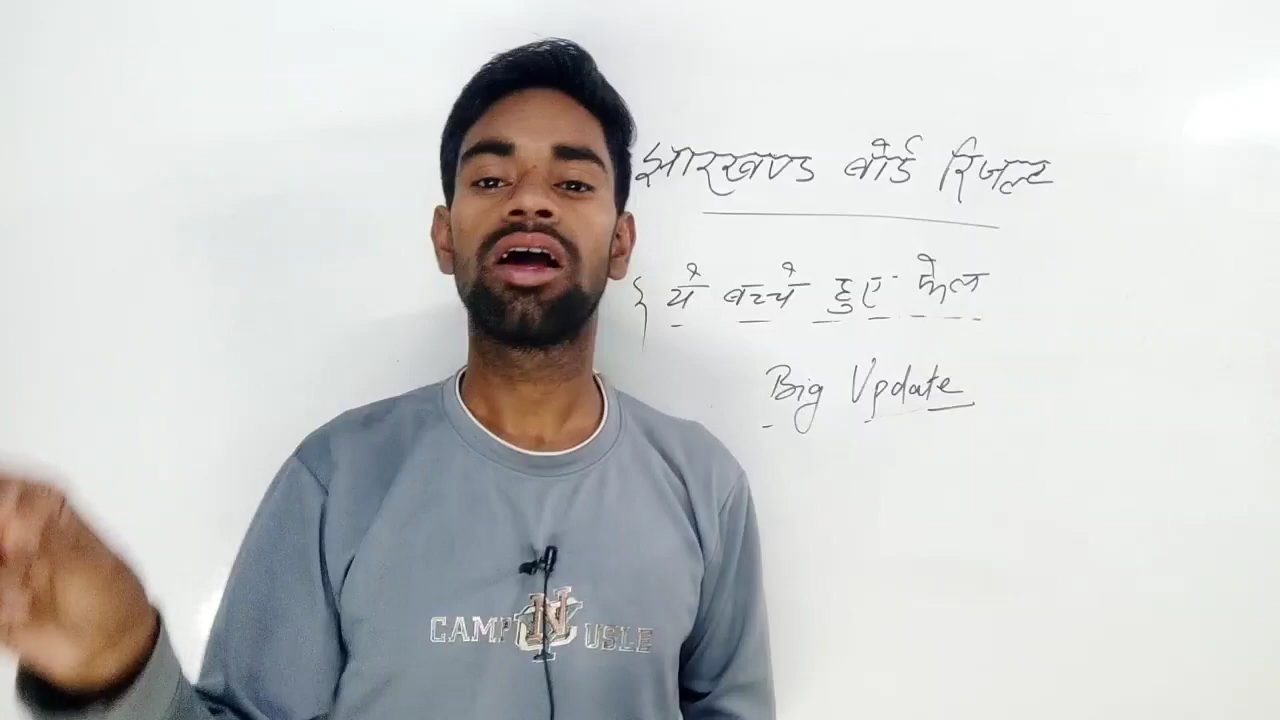 झारखण्ड बोर्ड रिजल्ट
{ ये बच्चे हुए फेल
Big Update
CAMP USLE